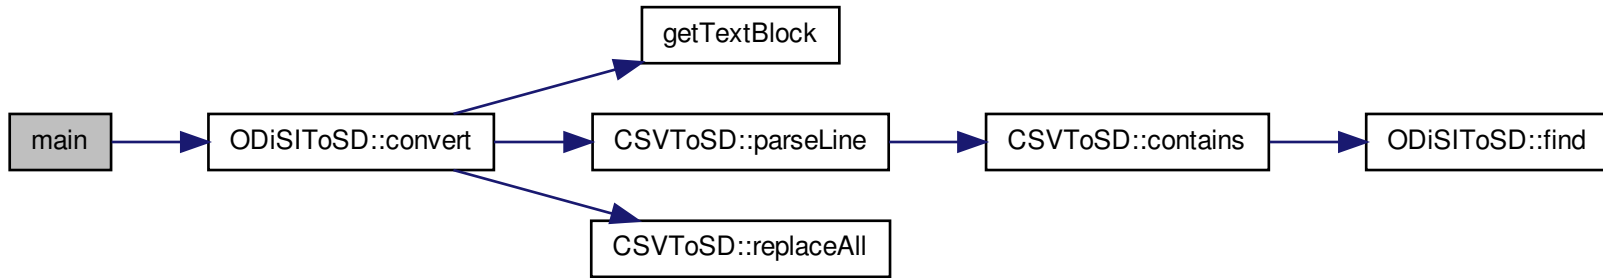 getTextBlock
main
ODiSIToSD::convert
CSVToSD::parseLine
CSVToSD::contains
ODiSIToSD::find
CSVToSD::replaceAll